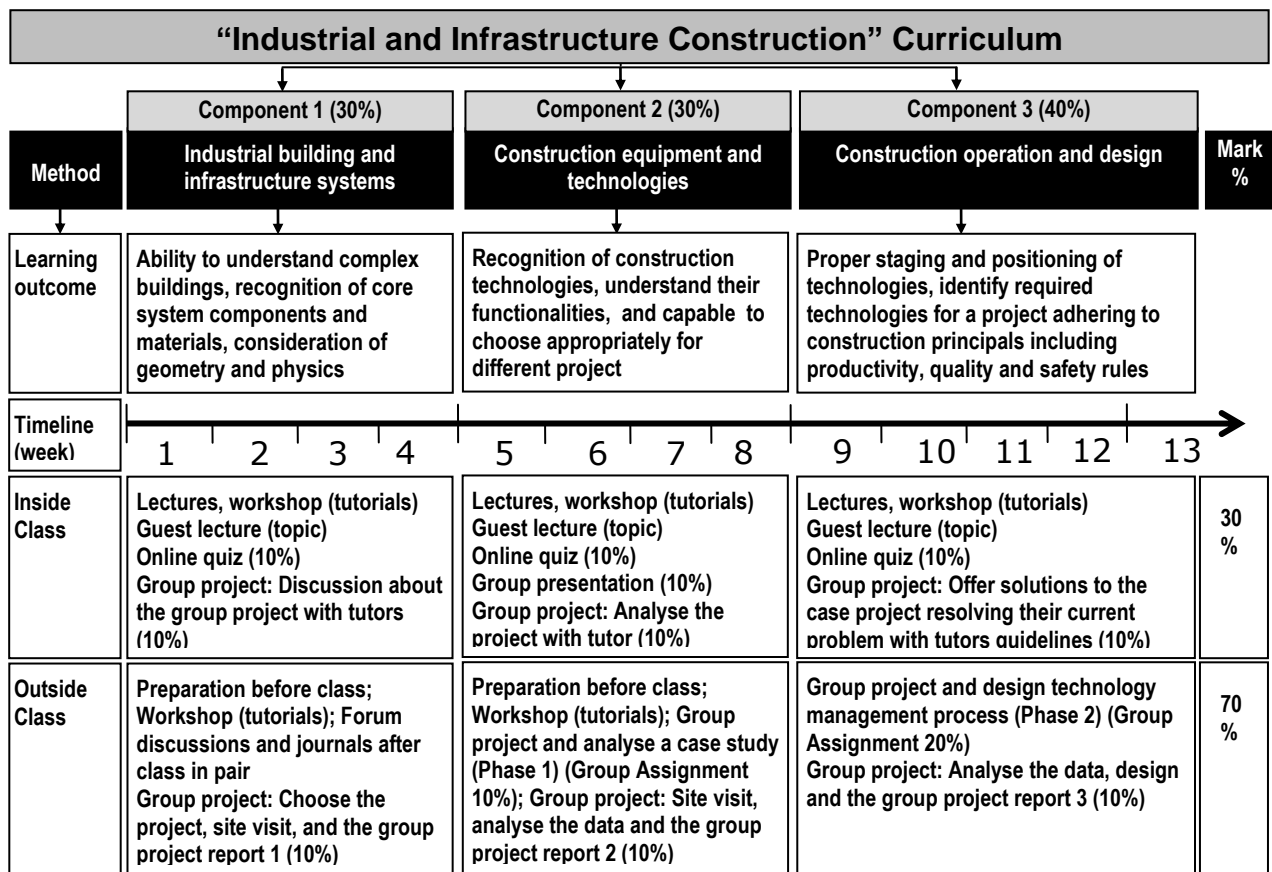 “Industrial and Infrastructure Construction” Curriculum
Component 1 (30%)
Component 2 (30%)
Component 3 (40%)
Method
Industrial building and
infrastructure systems
Construction equipment and
technologies
Construction operation and design
Mark
%
Learning
outcome
Ability to understand complex
buildings, recognition of core
system components and
materials, consideration of
geometry and physics
Recognition of construction
technologies, understand their
functionalities, and capable to
choose appropriately for
different project
Proper staging and positioning of
technologies, identify required
technologies for a project adhering to
construction principals including
productivity, quality and safety rules
Timeline
(week)
1 2 3 4 5 6 7 8 9 10 11 12 13
Inside
Class
Lectures, workshop (tutorials)
Guest lecture (topic)
Online quiz (10%)
Group project: Discussion about
the group project with tutors
(10%)
Lectures, workshop (tutorials)
Guest lecture (topic)
Online quiz (10%)
Group presentation (10%)
Group project: Analyse the
project with tutor (10%)
Lectures, workshop (tutorials)
Guest lecture (topic)
Online quiz (10%)
Group project: Offer solutions to the
case project resolving their current
problem with tutors guidelines (10%)
30
%
Outside
Class
Preparation before class;
Workshop (tutorials); Forum
discussions and journals after
class in pair
Group project: Choose the
project, site visit, and the group
project report 1 (10%)
Preparation before class;
Workshop (tutorials); Group
project and analyse a case study
(Phase 1) (Group Assignment
10%); Group project: Site visit,
analyse the data and the group
project report 2 (10%)
Group project and design technology
management process (Phase 2) (Group
Assignment 20%)
Group project: Analyse the data, design
and the group project report 3 (10%)
70
%